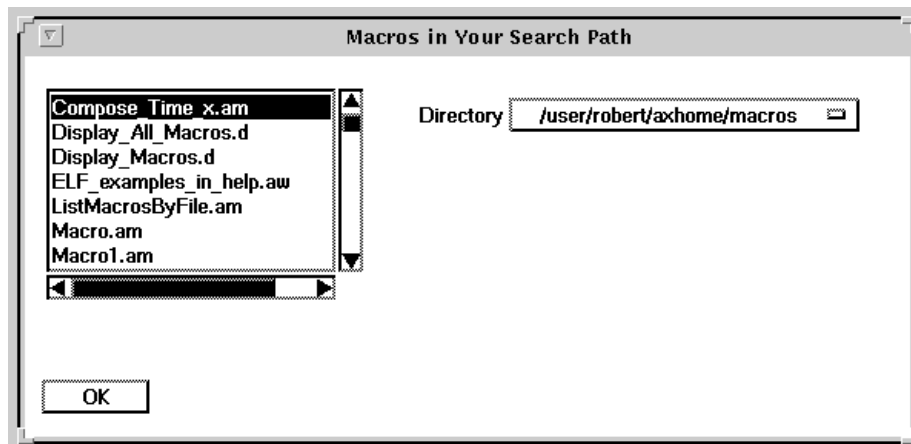 Macros in Your Search Path
Compose_Time_x.am
Display_All_Macros.d
Display_Macros.d
ELF_examples_in_help.aw
ListMacrosByFile.am
Macro.am
Macro1.am
Directory /user/robert/axhome/macros
OK